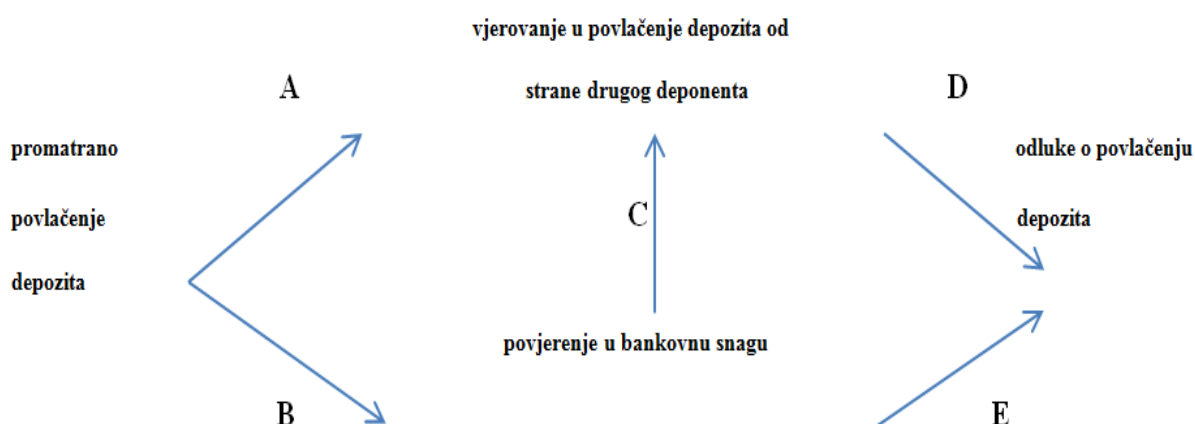 vjerovanje u povlačenje depozita od
strane drugog deponenta
A
D
promatrano
povlačenje
depozita
odluke o povlačenju
depozita
C
povjerenje u bankovnu snagu
B
E